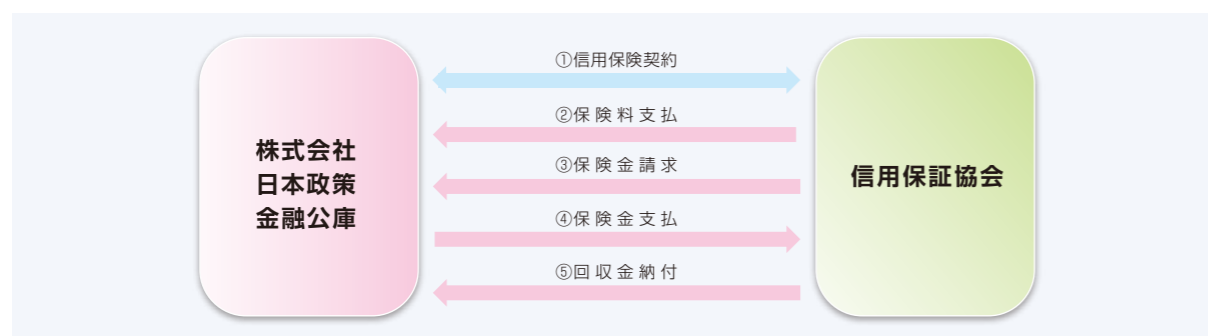 株式会社
日本政策
金融公庫
①信用保険契約
②保険料支払
③保険金請求
④保険金支払
⑤回収金納付
信用保証協会